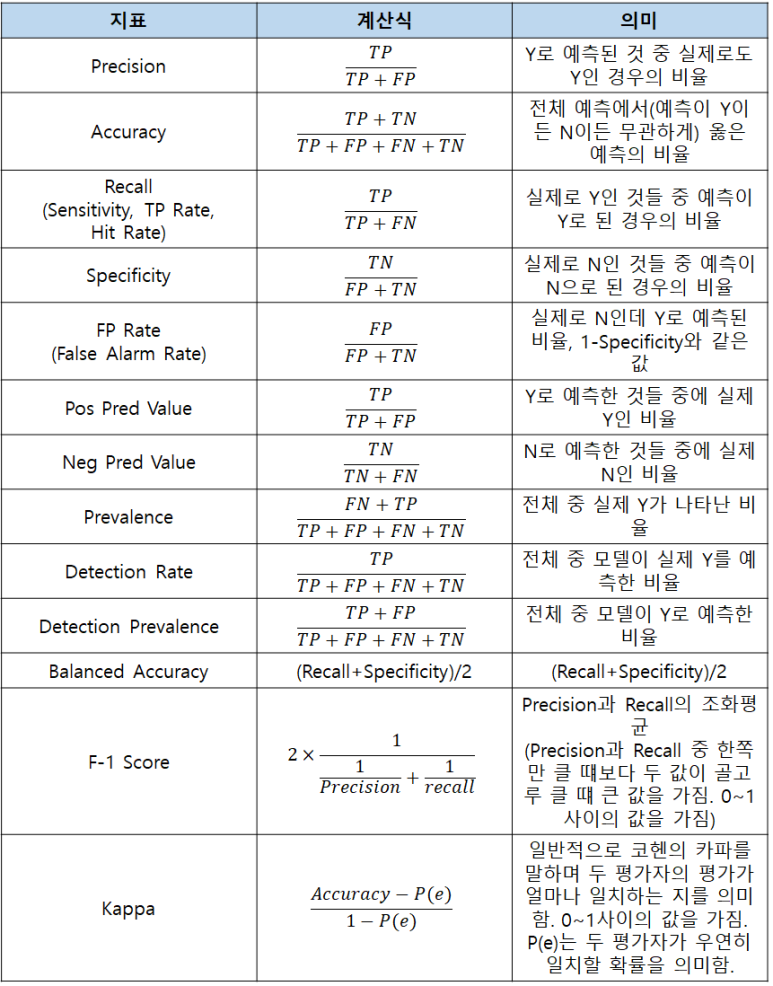 지표 계산식 의미
Precision
TP
TP + FP
Y로 예측된 것 중 실제로도
Y인 경우의 비율
Accuracy
TP + TN
TP + FP + FN + TN
전체 예측에서(예측이 Y이
든 N이든 무관하게) 옳은
예측의 비율
Recall
(Sensitivity, TP Rate,
Hit Rate)
TP
TP + FN
실제로 Y인 것들 중 예측이
Y로 된 경우의 비율
Specificity
TN
FP + TN
실제로 N인 것들 중 예측이
N으로 된 경우의 비율
FP Rate
(False Alarm Rate)
FP
FP + TN
실제로 N인데 Y로 예측된
비율, 1-Specificity와 같은
값
Pos Pred Value
TP
TP + FP
Y로 예측한 것들 중에 실제
Y인 비율
Neg Pred Value
TN
TN + FN
N로 예측한 것들 중에 실제
N인 비율
Prevalence
FN + TP
TP + FP + FN + TN
전체 중 실제 Y가 나타난 비
율
Detection Rate
TP
TP + FP + FN + TN
전체 중 모델이 실제 Y를 예
측한 비율
Detection Prevalence
TP + FP
TP + FP + FN + TN
전체 중 모델이 Y로 예측한
비율
Balanced Accuracy
(Recall+Specificity)/2
(Recall+Specificity)/2
F-1 Score
2 ×
1
1
Precision
+
1
recall
Precision과 Recall의 조화평
균
(Precision과 Recall 중 한쪽
만 클 떄보다 두 값이 골고
루 클 떄 큰 값을 가짐. 0~1
사이의 값을 가짐)
Kappa
Accuracy − P(e)
1 − P(e)
일반적으로 코헨의 카파를
말하며 두 평가자의 평가가
얼마나 일치하는 지를 의미
함. 0~1사이의 값을 가짐.
P(e)는 두 평가자가 우연히
일치할 확률을 의미함.